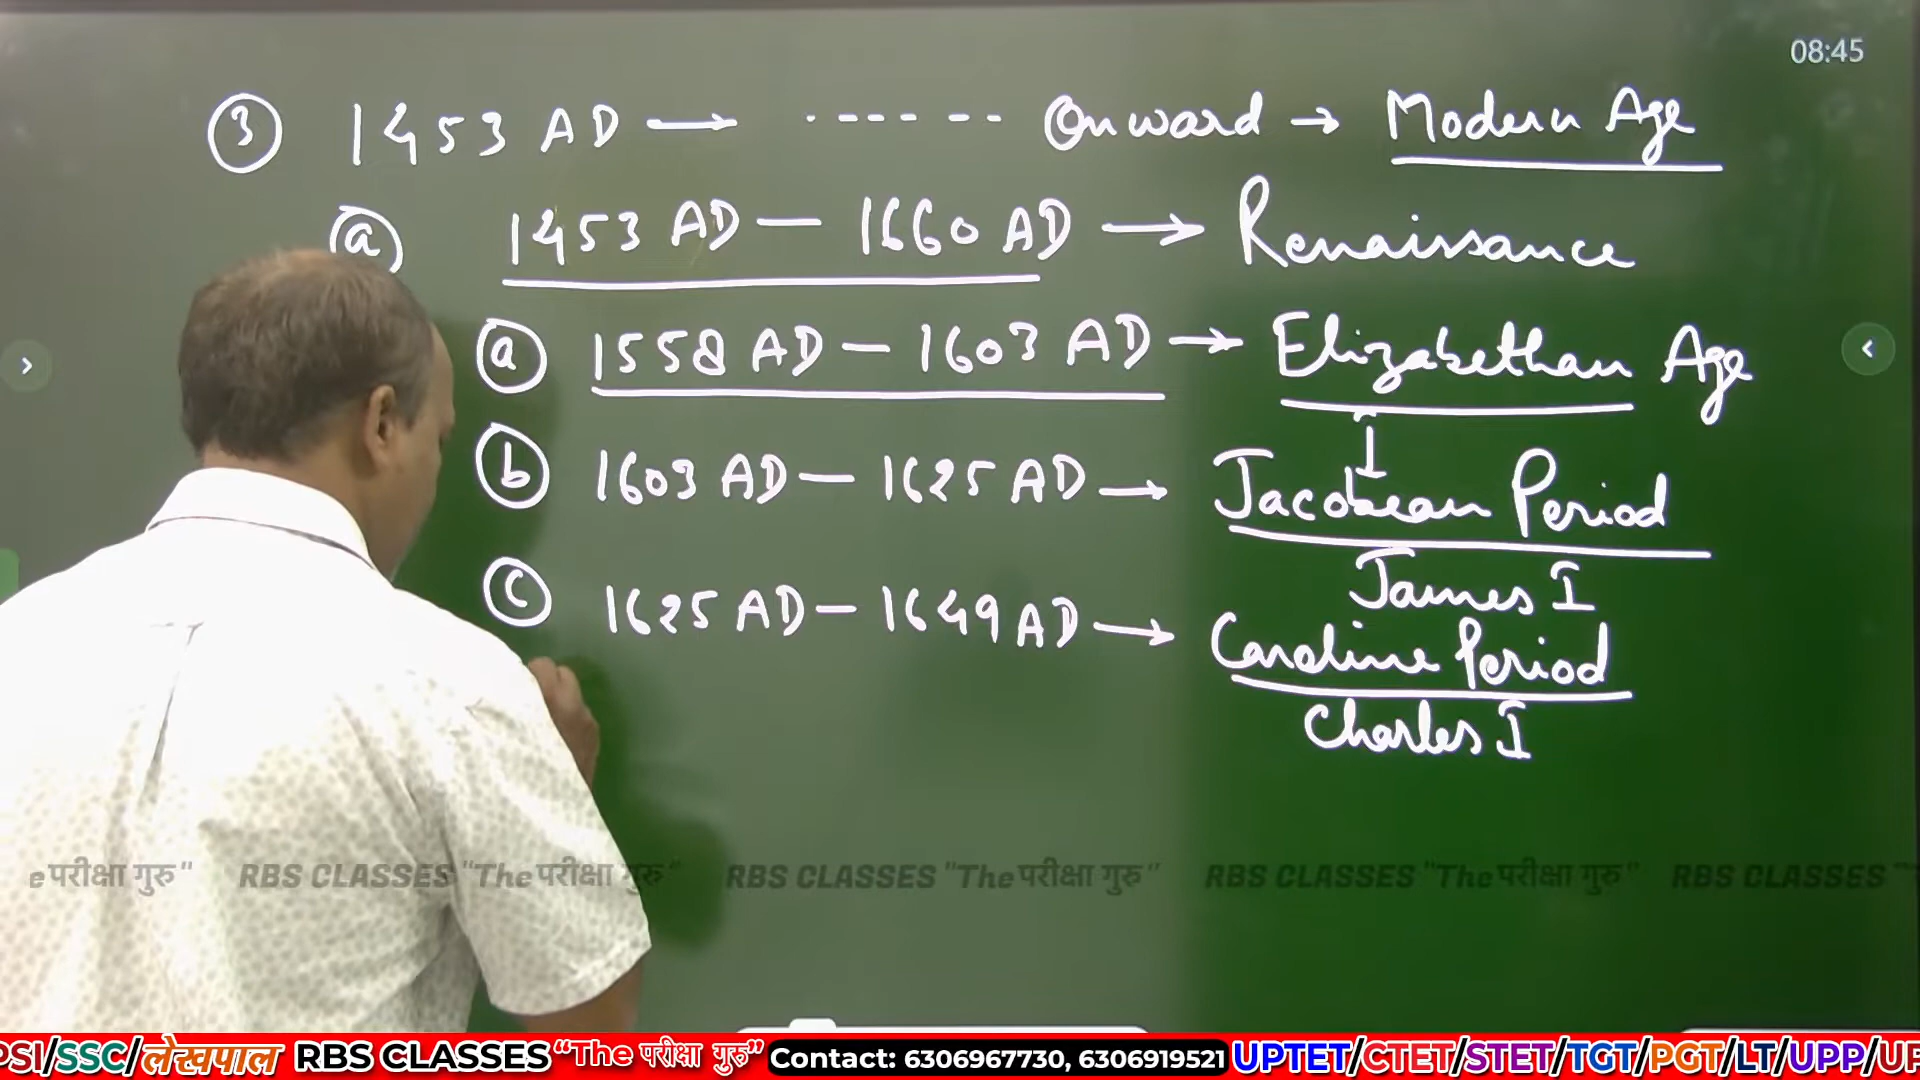 08:45
③ 1453 AD → ------ Onward → Modern Age
ⓐ 1453 AD — 1660 AD → Renaissance
ⓐ 1558 AD — 1603 AD → Elizabethan Age
ⓑ 1603 AD — 1625 AD → Jacobean Period
James I
ⓒ 1625 AD — 1649 AD → Caroline Period
Charles I
e परीक्षा गुरु" RBS CLASSES "The परीक्षा गुरु" RBS CLASSES "The परीक्षा गुरु" RBS CLASSES "The परीक्षा गुरु" RBS CLASSES "T
PSI/SSC/लेखपाल RBS CLASSES "The परीक्षा गुरु" Contact: 6306967730, 6306919521 UPTET/CTET/STET/TGT/PGT/LT/UPP/UP